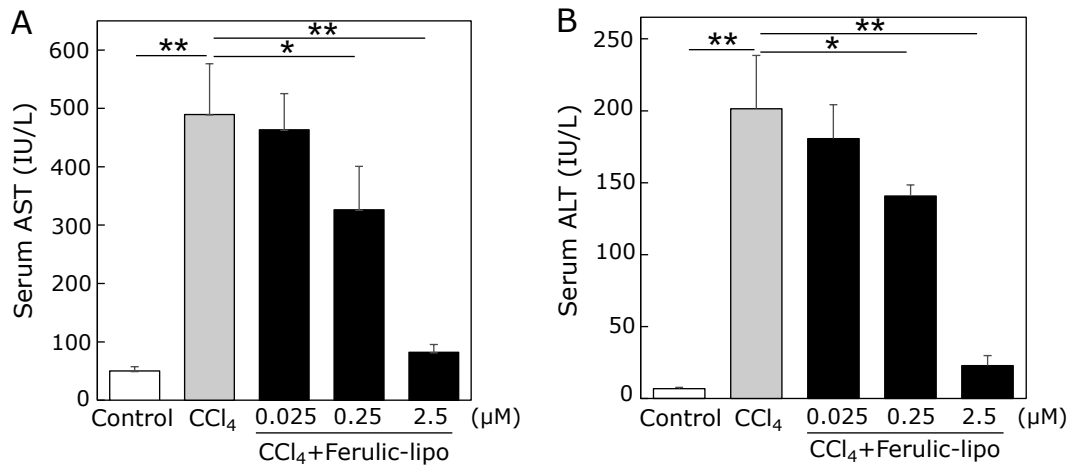 A
Serum AST (IU/L)
600
500
400
300
200
100
0
**
**
*
Control
CCl₄
0.025
0.25
2.5
(µM)
CCl₄+Ferulic-lipo
B
Serum ALT (IU/L)
250
200
150
100
50
0
**
**
*
Control
CCl₄
0.025
0.25
2.5
(µM)
CCl₄+Ferulic-lipo